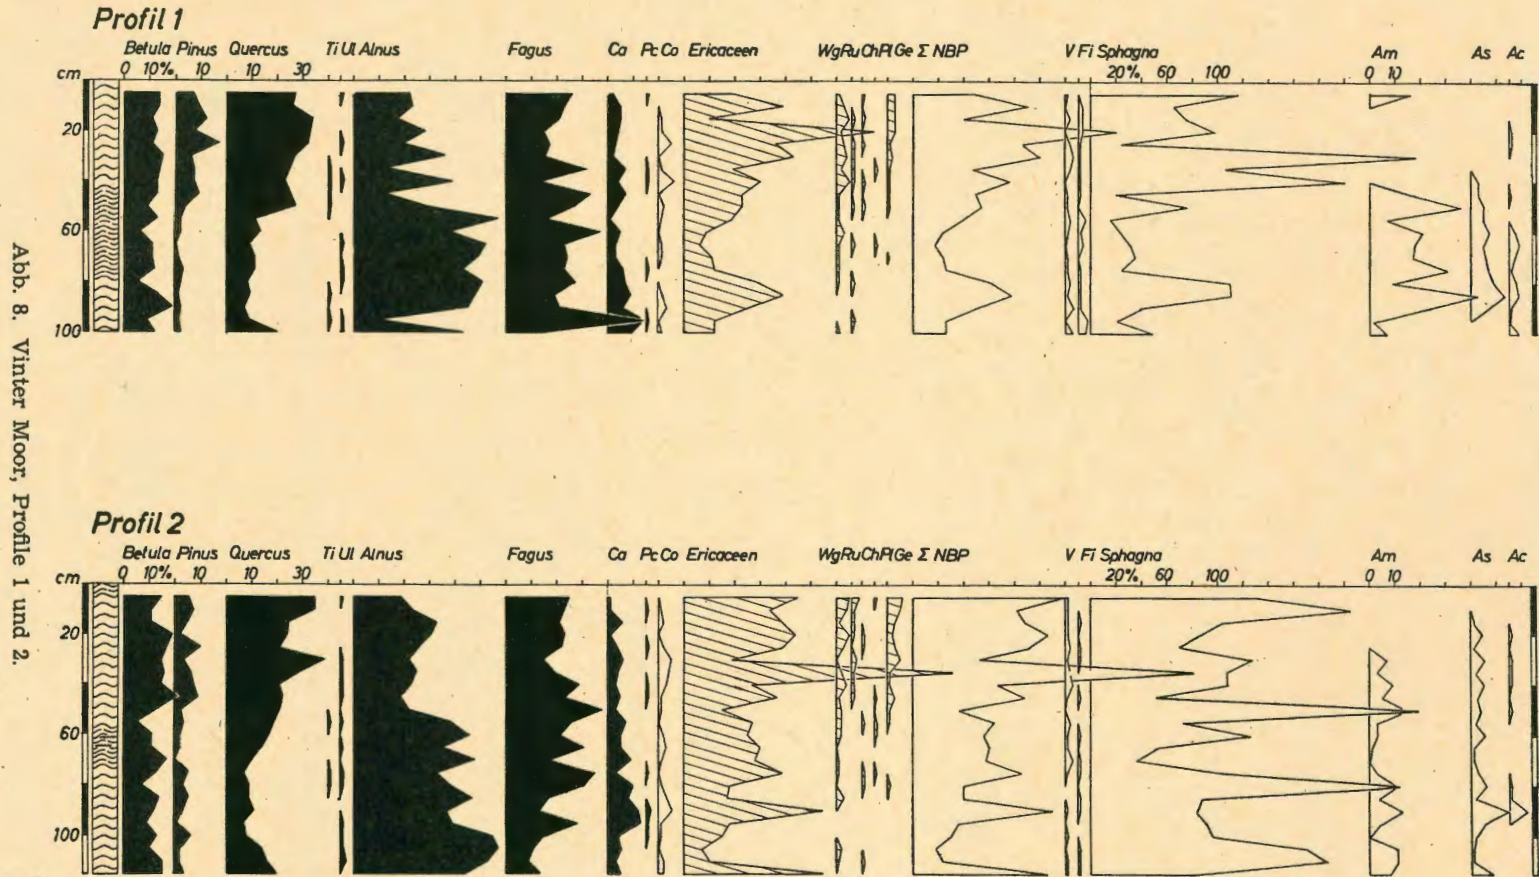 Profil 1
Betula Pinus Quercus Ti Ul Alnus Fagus Ca Pc Co Ericaceen Wg Ru Ch Pl Ge Σ NBP V Fi Sphagna Am As Ac
cm 0 10% 10 10 30 20% 60 100 0 10
20
60
100
Profil 2
Betula Pinus Quercus Ti Ul Alnus Fagus Ca Pc Co Ericaceen Wg Ru Ch Pl Ge Σ NBP V Fi Sphagna Am As Ac
cm 0 10% 10 10 30 20% 60 100 0 10
20
60
100
Abb. 8. Vinter Moor, Profile 1 und 2.